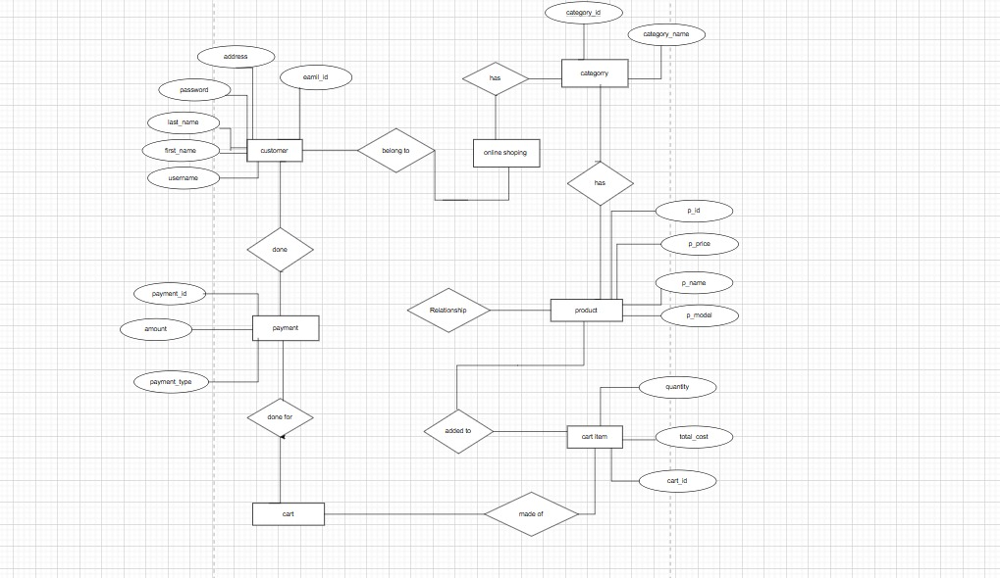 category_id
category_name
address
eamil_id
has
categorry
password
last_name
first_name
username
customer
belong to
online shoping
has
p_id
p_price
p_name
p_model
done
Relationship
product
payment_id
amount
payment_type
payment
done for
added to
cart item
quantity
total_cost
cart_id
cart
made of